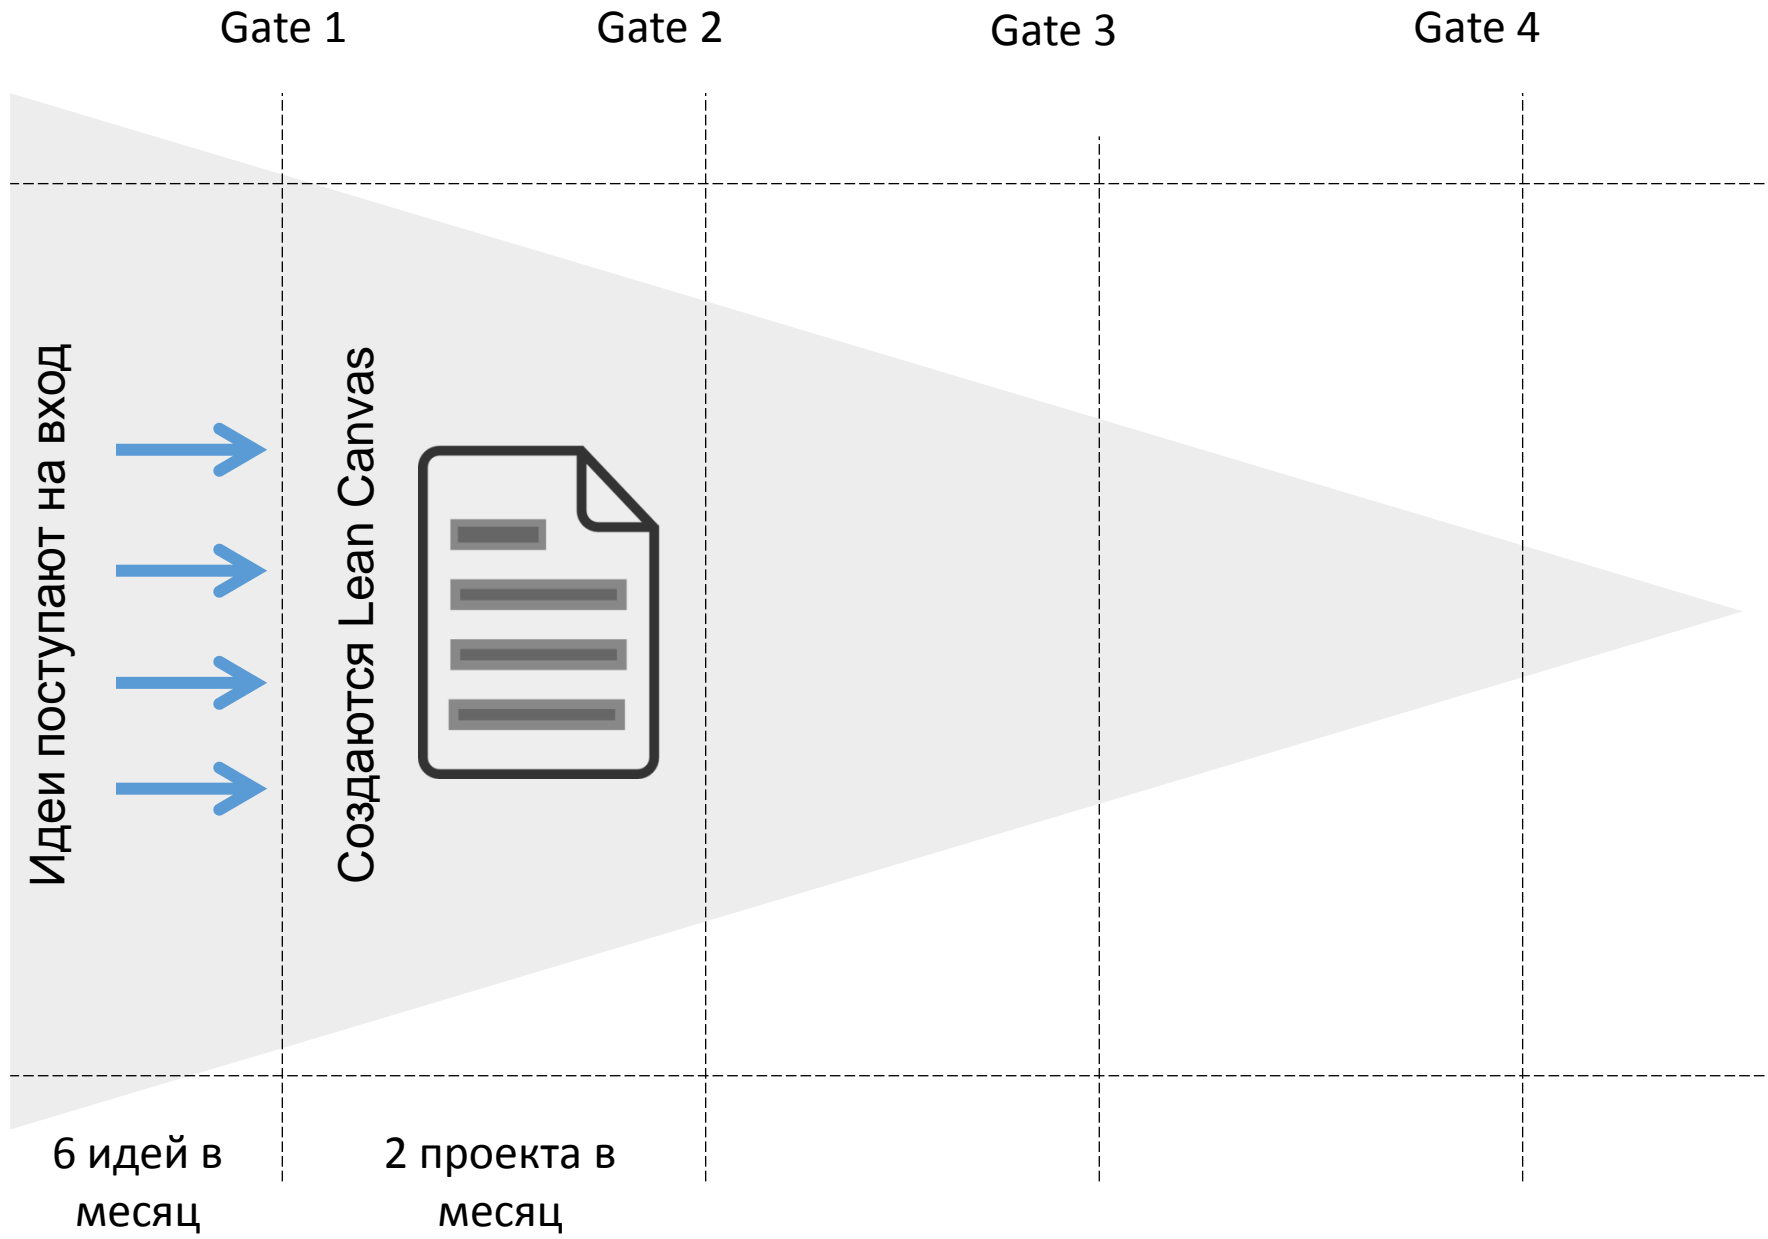 Gate 1
Gate 2
Gate 3
Gate 4
Идеи поступают на вход
Создаются Lean Canvas
6 идей в
месяц
2 проекта в
месяц